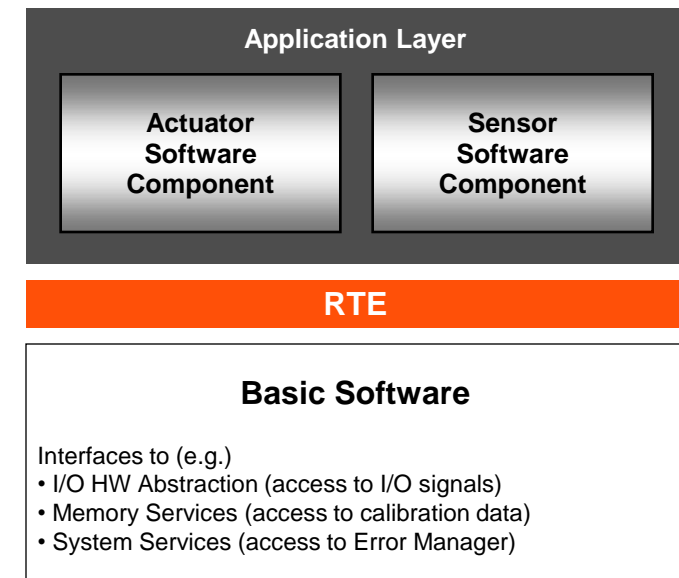 Application Layer
Actuator
Software
Component
Sensor
Software
Component
RTE
Basic Software
Interfaces to (e.g.)
• I/O HW Abstraction (access to I/O signals)
• Memory Services (access to calibration data)
• System Services (access to Error Manager)